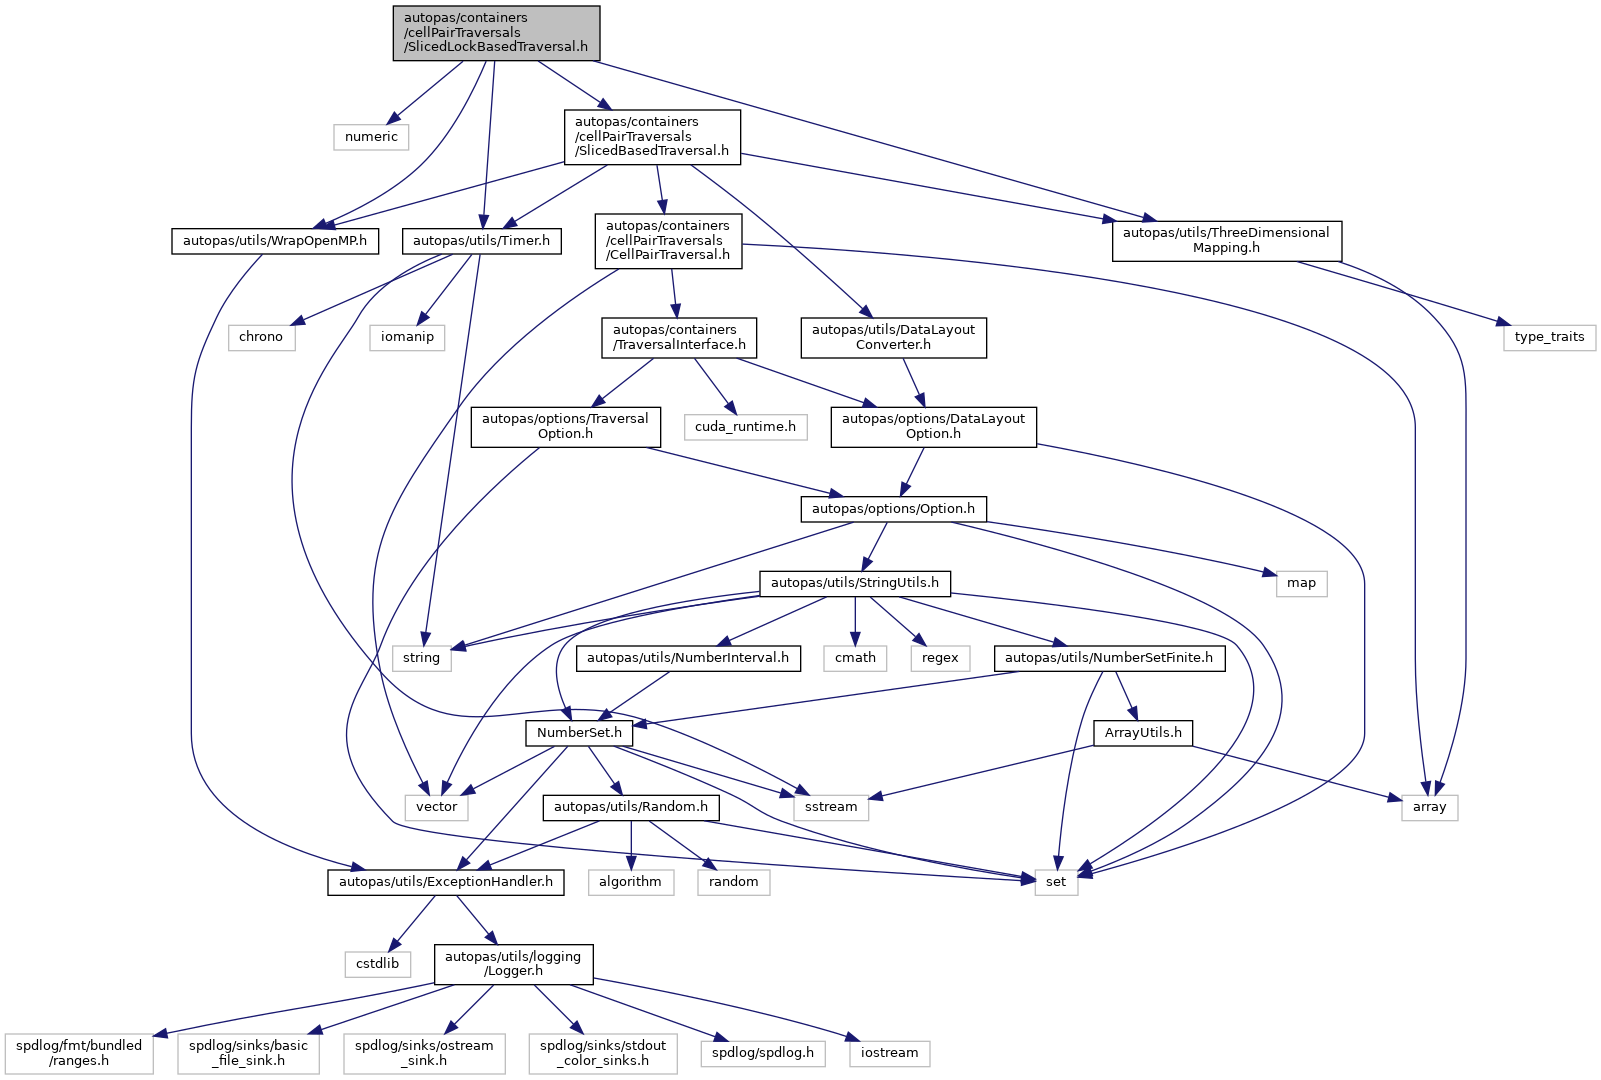 autopas/containers
/cellPairTraversals
/SlicedLockBasedTraversal.h
numeric
autopas/containers
/cellPairTraversals
/SlicedBasedTraversal.h
autopas/utils/WrapOpenMP.h
autopas/utils/Timer.h
autopas/containers
/cellPairTraversals
/CellPairTraversal.h
autopas/utils/ThreeDimensional
Mapping.h
chrono
iomanip
autopas/containers
/TraversalInterface.h
autopas/utils/DataLayout
Converter.h
type_traits
autopas/options/Traversal
Option.h
cuda_runtime.h
autopas/options/DataLayout
Option.h
autopas/options/Option.h
autopas/utils/StringUtils.h
map
string
autopas/utils/NumberInterval.h
cmath
regex
autopas/utils/NumberSetFinite.h
NumberSet.h
ArrayUtils.h
vector
autopas/utils/Random.h
sstream
array
autopas/utils/ExceptionHandler.h
algorithm
random
set
cstdlib
autopas/utils/logging
/Logger.h
spdlog/fmt/bundled
/ranges.h
spdlog/sinks/basic
_file_sink.h
spdlog/sinks/ostream
_sink.h
spdlog/sinks/stdout
_color_sinks.h
spdlog/spdlog.h
iostream